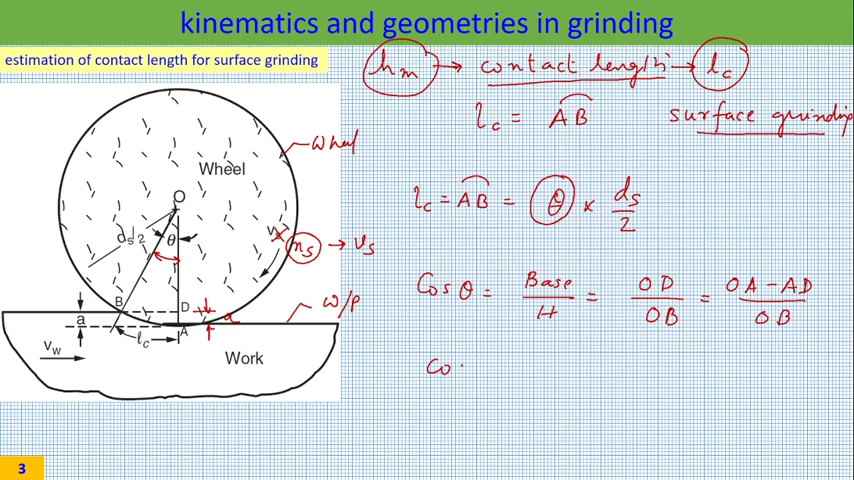 kinematics and geometries in grinding
estimation of contact length for surface grinding
hm → contact length → lc
lc = AB surface grinding
lc = AB = θ × ds/2
Cos θ = Base/H = OD/OB = OA - AD/OB
Co
Wheel
Wheel
O
ds/2
θ
ns → vs
B
D
a
a
A
lc
w/p
vw
Work
3